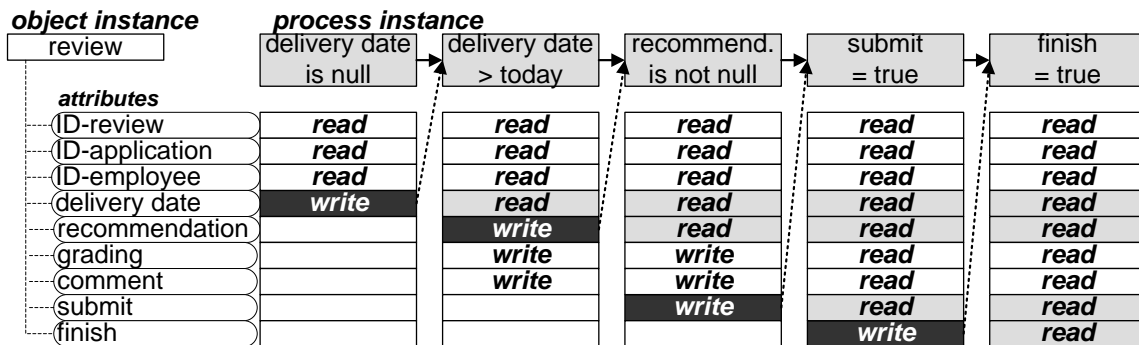 object instance process instance
review delivery date delivery date recommend. submit finish
is null > today is not null = true = true
attributes
ID-review read read read read read
ID-application read read read read read
ID-employee read read read read read
delivery date write read read read read
recommendation write read read read
grading write write read read
comment write write read read
submit write read read
finish write read